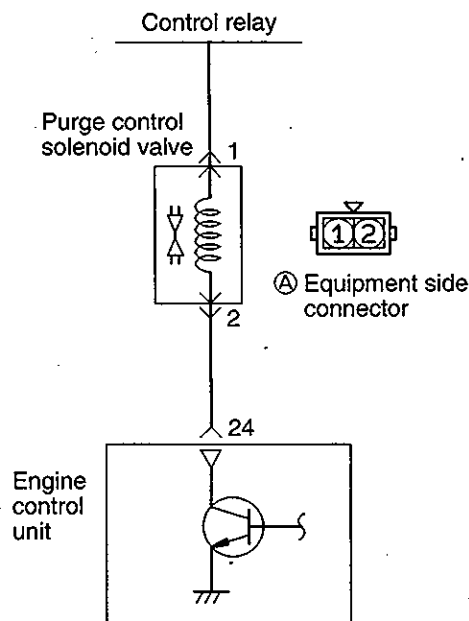 Control relay
Purge control
solenoid valve
1
1 2
Ⓐ Equipment side
connector
2
24
Engine
control
unit